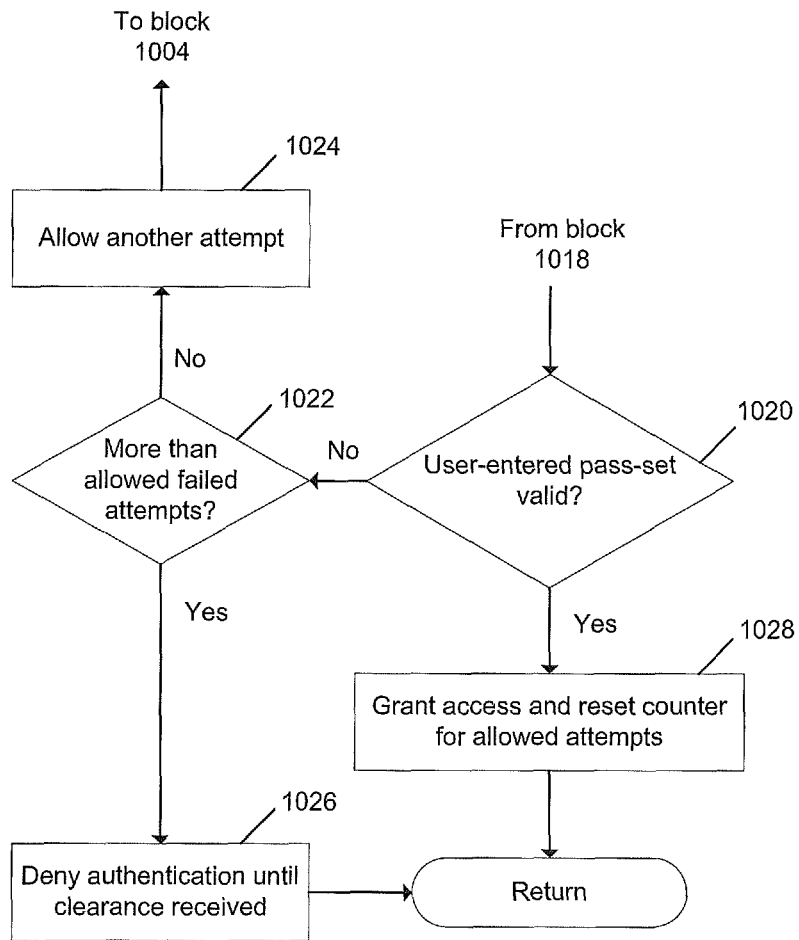 To block
1004
1024
Allow another attempt
From block
1018
No
1022
More than
allowed failed
attempts?
No
1020
User-entered pass-set
valid?
Yes
Yes
1028
Grant access and reset counter
for allowed attempts
1026
Deny authentication until
clearance received
Return